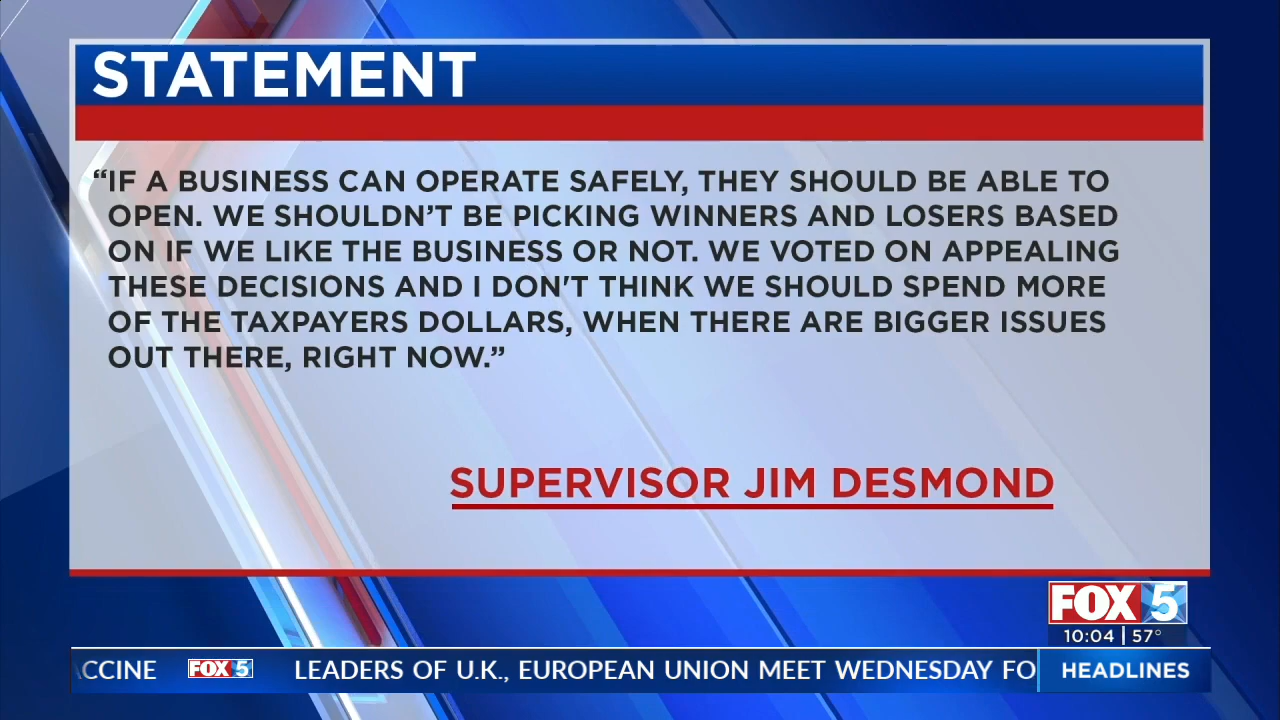 STATEMENT
“IF A BUSINESS CAN OPERATE SAFELY, THEY SHOULD BE ABLE TO
OPEN. WE SHOULDN’T BE PICKING WINNERS AND LOSERS BASED
ON IF WE LIKE THE BUSINESS OR NOT. WE VOTED ON APPEALING
THESE DECISIONS AND I DON'T THINK WE SHOULD SPEND MORE
OF THE TAXPAYERS DOLLARS, WHEN THERE ARE BIGGER ISSUES
OUT THERE, RIGHT NOW.”
SUPERVISOR JIM DESMOND
FOX 5
10:04 | 57°
CCINE FOX 5 LEADERS OF U.K., EUROPEAN UNION MEET WEDNESDAY FO
HEADLINES